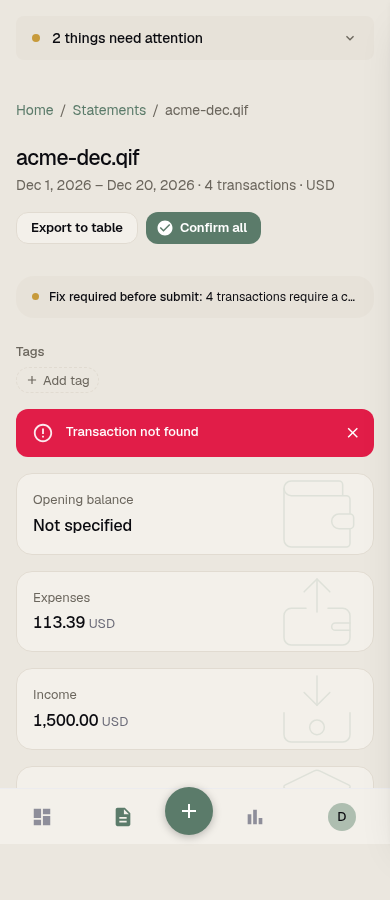 2 things need attention
Home / Statements / acme-dec.qif
acme-dec.qif
Dec 1, 2026 – Dec 20, 2026 · 4 transactions · USD
Export to table
Confirm all
Fix required before submit: 4 transactions require a c…
Tags
+ Add tag
Transaction not found
Opening balance
Not specified
Expenses
113.39 USD
Income
1,500.00 USD
D